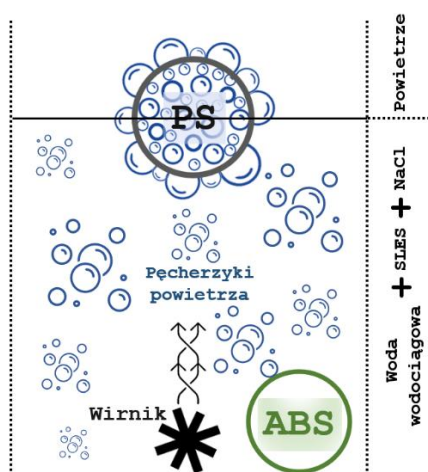 PS
Powietrze
Pęcherzyki
powietrza
Wirnik
ABS
Woda
wodociągowa
+ SLES + NaCl